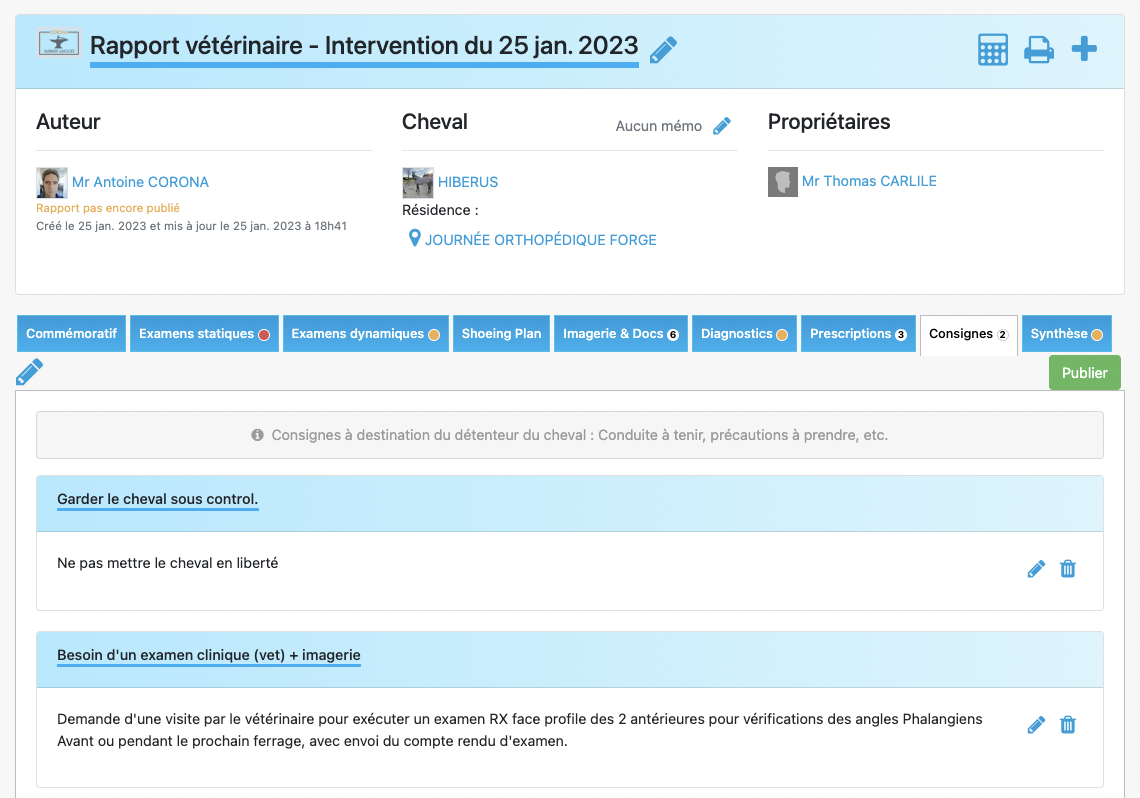 Rapport vétérinaire - Intervention du 25 jan. 2023
Auteur
Mr Antoine CORONA
Rapport pas encore publié
Créé le 25 jan. 2023 et mis à jour le 25 jan. 2023 à 18h41
Cheval
Aucun mémo
HIBERUS
Résidence :
JOURNÉE ORTHOPÉDIQUE FORGE
Propriétaires
Mr Thomas CARLILE
Commémoratif
Examens statiques
Examens dynamiques
Shoeing Plan
Imagerie & Docs 6
Diagnostics
Prescriptions 3
Consignes 2
Synthèse
Publier
Consignes à destination du détenteur du cheval : Conduite à tenir, précautions à prendre, etc.
Garder le cheval sous control.
Ne pas mettre le cheval en liberté
Besoin d'un examen clinique (vet) + imagerie
Demande d'une visite par le vétérinaire pour exécuter un examen RX face profile des 2 antérieures pour vérifications des angles Phalangiens
Avant ou pendant le prochain ferrage, avec envoi du compte rendu d'examen.